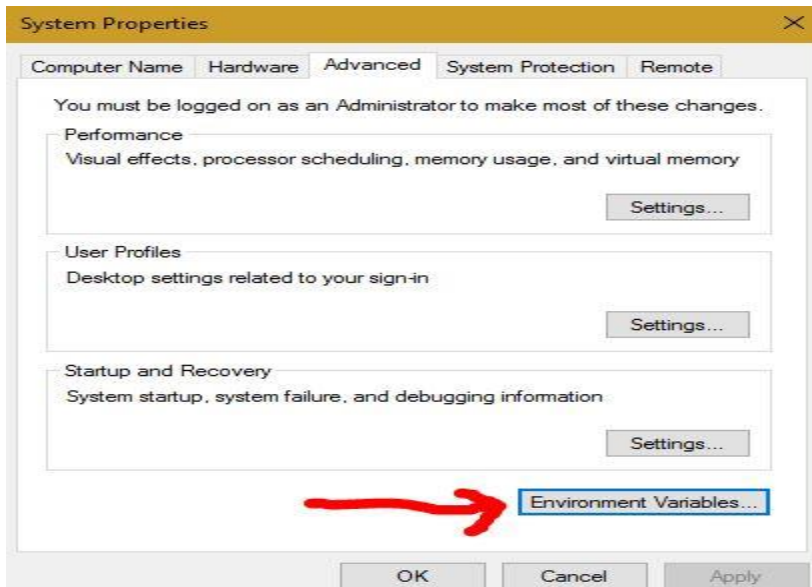 System Properties
Computer Name Hardware Advanced System Protection Remote
You must be logged on as an Administrator to make most of these changes.
Performance
Visual effects, processor scheduling, memory usage, and virtual memory
Settings...
User Profiles
Desktop settings related to your sign-in
Settings...
Startup and Recovery
System startup, system failure, and debugging information
Settings...
Environment Variables...
OK Cancel Apply